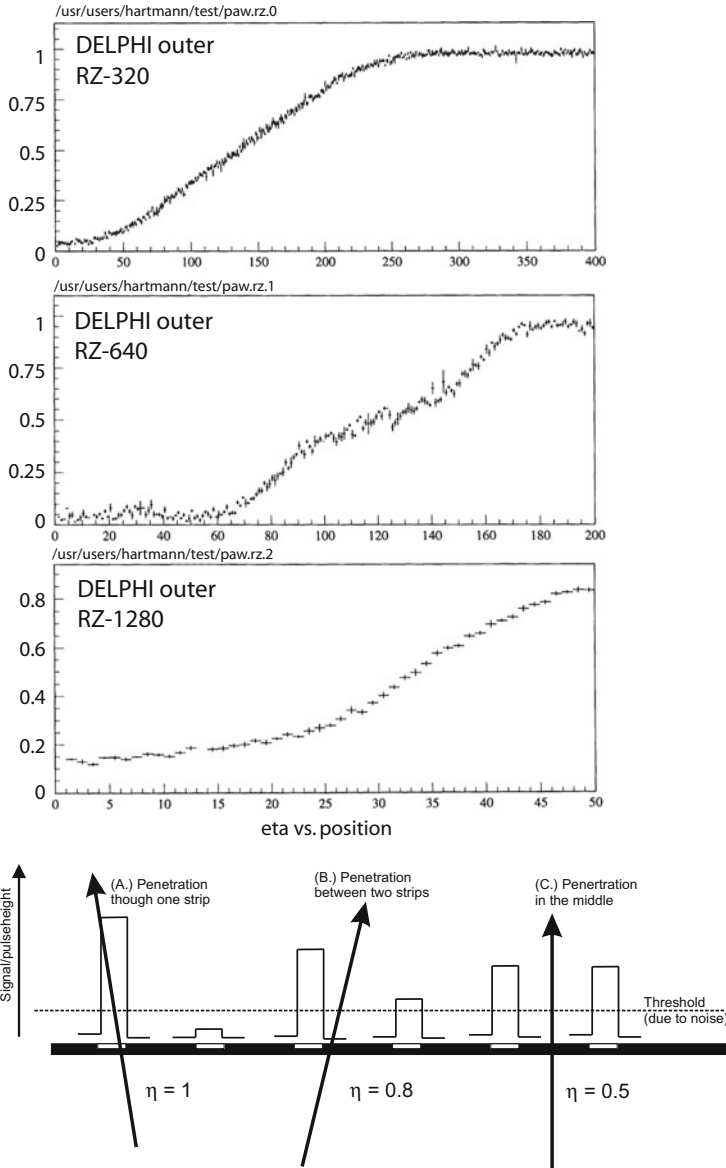 /usr/users/hartmann/test/paw.rz.0
DELPHI outer
RZ-320
1
0.75
0.5
0.25
0
0 50 100 150 200 250 300 350 400
/usr/users/hartmann/test/paw.rz.1
DELPHI outer
RZ-640
1
0.75
0.5
0.25
0
0 20 40 60 80 100 120 140 160 180 200
/usr/users/hartmann/test/paw.rz.2
DELPHI outer
RZ-1280
0.8
0.6
0.4
0.2
0
0 5 10 15 20 25 30 35 40 45 50
eta vs. position
Signal/pulseheight
(A.) Penetration
though one strip
(B.) Penetration
between two strips
(C.) Penertration
in the middle
Threshold
(due to noise)
η = 1
η = 0.8
η = 0.5